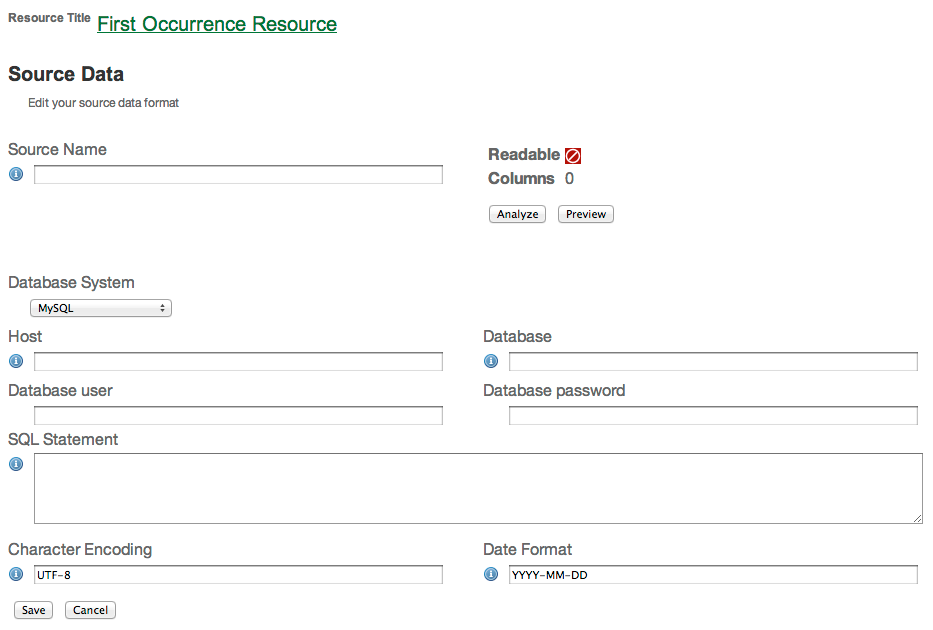 Resource Title First Occurrence Resource
Source Data
Edit your source data format
Source Name
Readable
Columns 0
Analyze Preview
Database System
MySQL
Host Database
Database user Database password
SQL Statement
Character Encoding Date Format
UTF-8 YYYY-MM-DD
Save Cancel